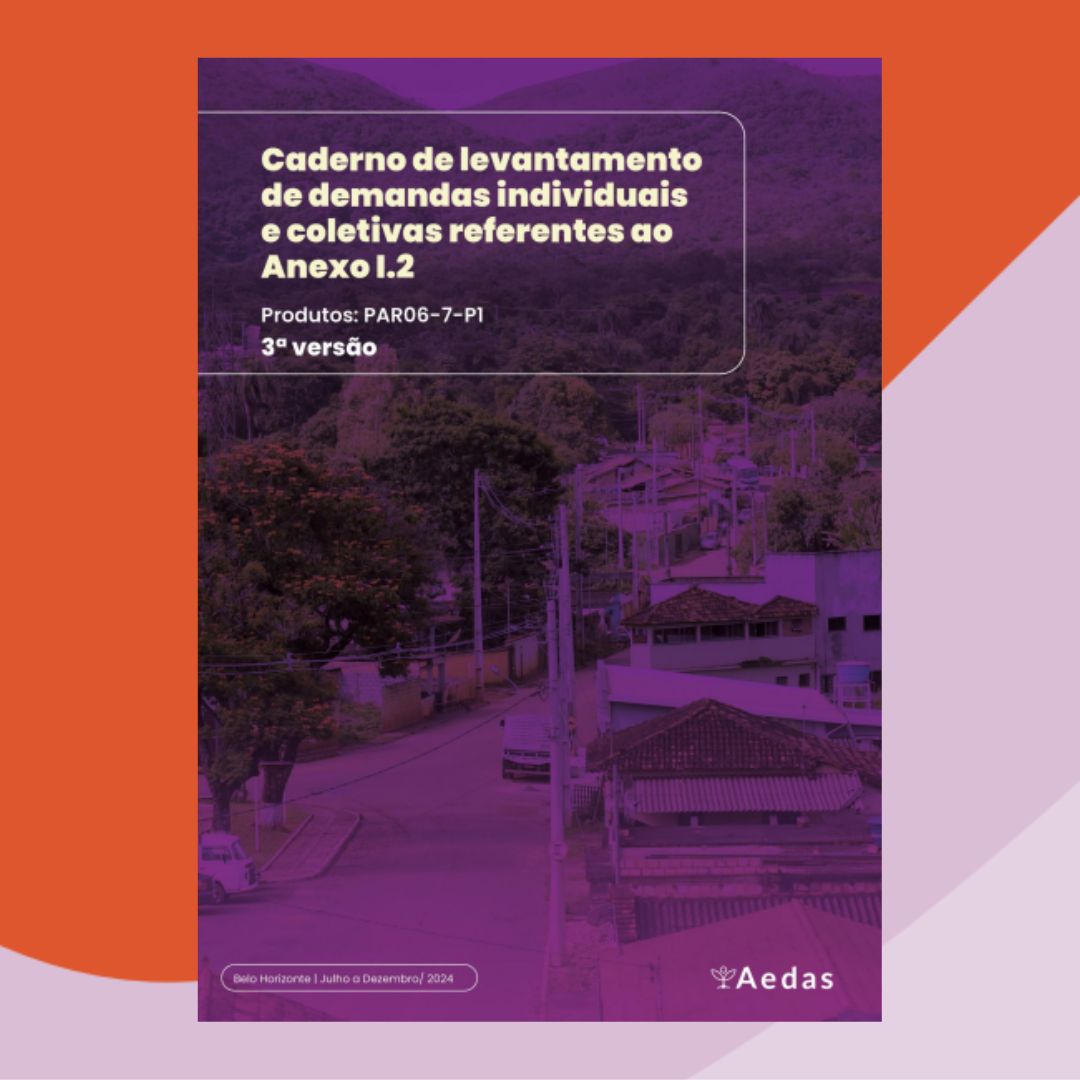 Caderno de levantamento
de demandas individuais
e coletivas referentes ao
Anexo I.2
Produtos: PAR06-7-P1
3ª versão
Belo Horizonte | Julho a Dezembro/ 2024
Aedas